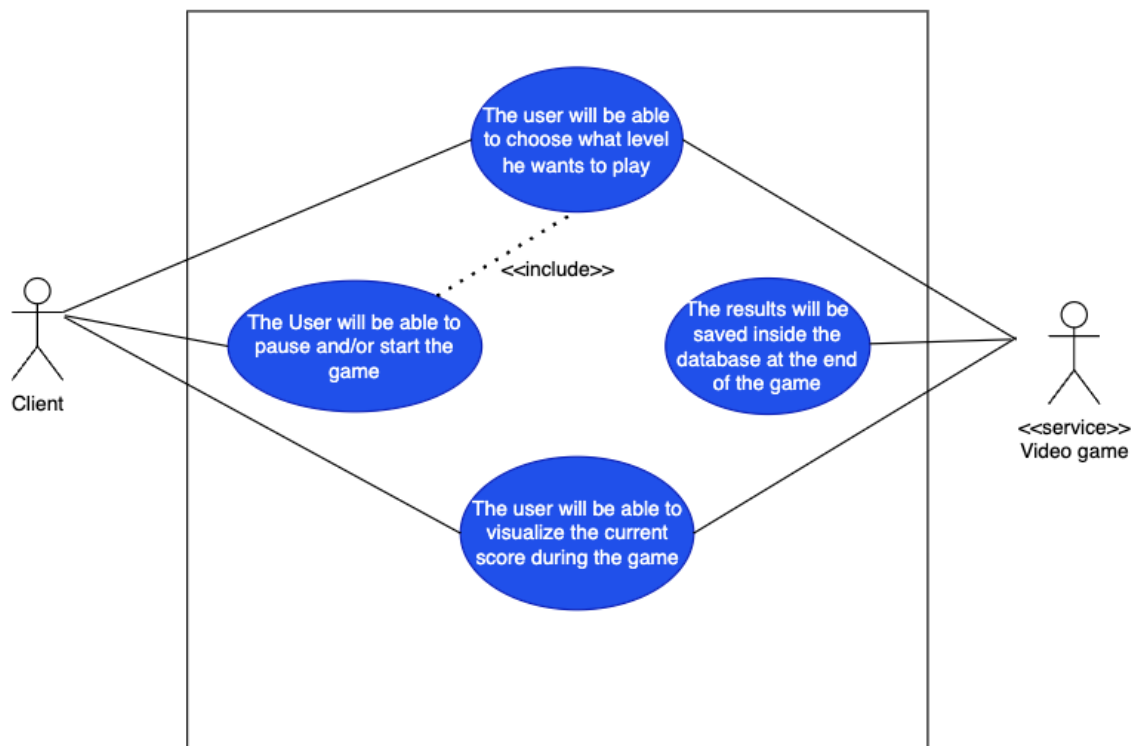 The user will be able
to choose what level
he wants to play
<<include>>
The User will be able to
pause and/or start the
game
The results will be
saved inside the
database at the end
of the game
Client
<<service>>
Video game
The user will be able to
visualize the current
score during the game